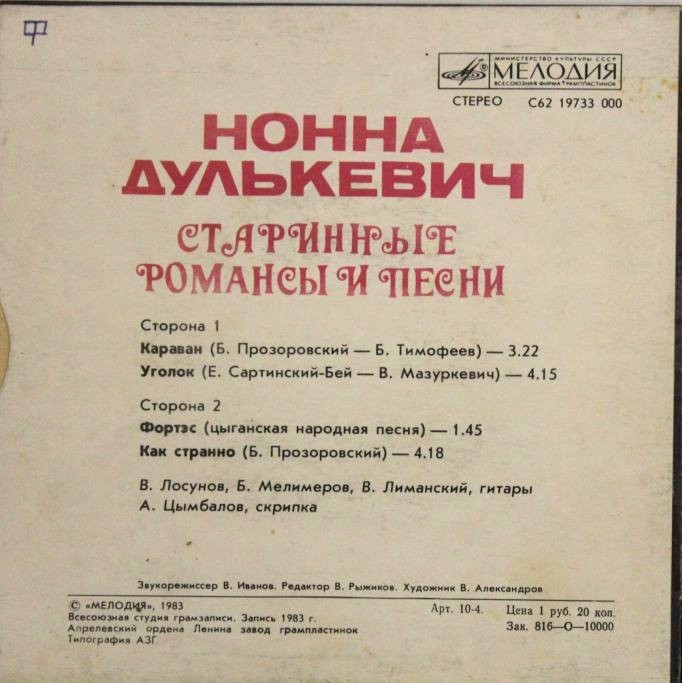 Ф
МИНИСТЕРСТВО КУЛЬТУРЫ СССР
МЕЛОДИЯ
ВСЕСОЮЗНАЯ ФИРМА ГРАМПЛАСТИНОК
СТЕРЕО С62 19733 000
НОННА
ДУЛЬКЕВИЧ
СТАРИННЫЕ
РОМАНСЫ И ПЕСНИ
Сторона 1
Караван (Б. Прозоровский — Б. Тимофеев) — 3.22
Уголок (Е. Сартинский-Бей — В. Мазуркевич) — 4.15
Сторона 2
Фортэс (цыганская народная песня) — 1.45
Как странно (Б. Прозоровский) — 4.18
В. Лосунов, Б. Мелимеров, В. Лиманский, гитары
А. Цымбалов, скрипка
Звукорежиссер В. Иванов. Редактор В. Рыжиков. Художник В. Александров
© «МЕЛОДИЯ», 1983 Арт. 10-4. Цена 1 руб. 20 коп.
Всесоюзная студия грамзаписи. Запись 1983 г. Зак. 816—О—10000
Апрелевский ордена Ленина завод грампластинок
Типография АЗГ